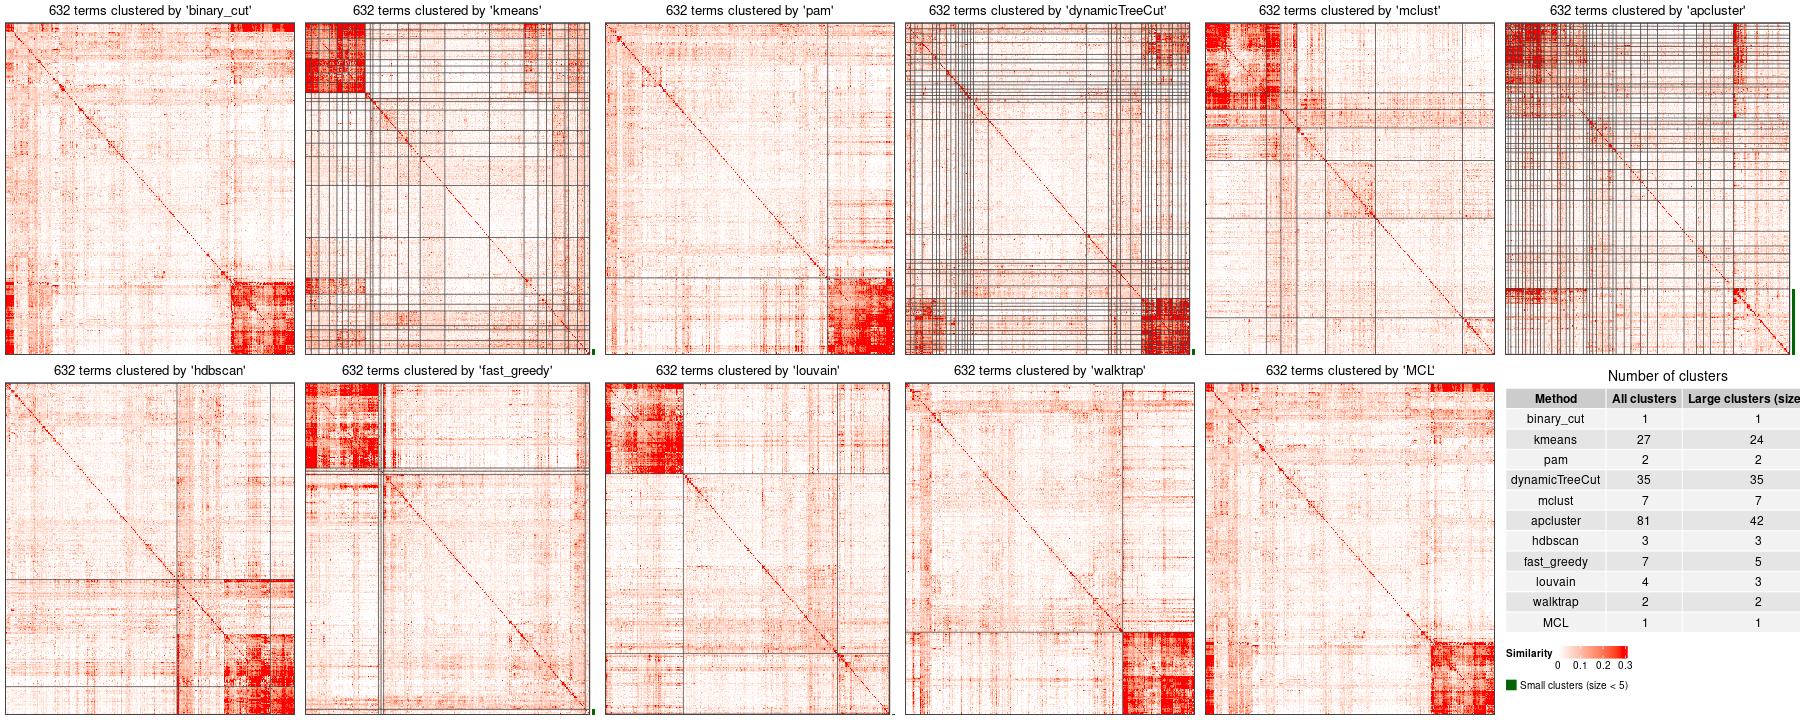 632 terms clustered by 'binary_cut'
632 terms clustered by 'kmeans'
632 terms clustered by 'pam'
632 terms clustered by 'dynamicTreeCut'
632 terms clustered by 'mclust'
632 terms clustered by 'apcluster'
632 terms clustered by 'hdbscan'
632 terms clustered by 'fast_greedy'
632 terms clustered by 'louvain'
632 terms clustered by 'walktrap'
632 terms clustered by 'MCL'
Number of clusters
Method All clusters Large clusters (size
binary_cut 1 1
kmeans 27 24
pam 2 2
dynamicTreeCut 35 35
mclust 7 7
apcluster 81 42
hdbscan 3 3
fast_greedy 7 5
louvain 4 3
walktrap 2 2
MCL 1 1
Similarity
0 0.1 0.2 0.3
Small clusters (size < 5)